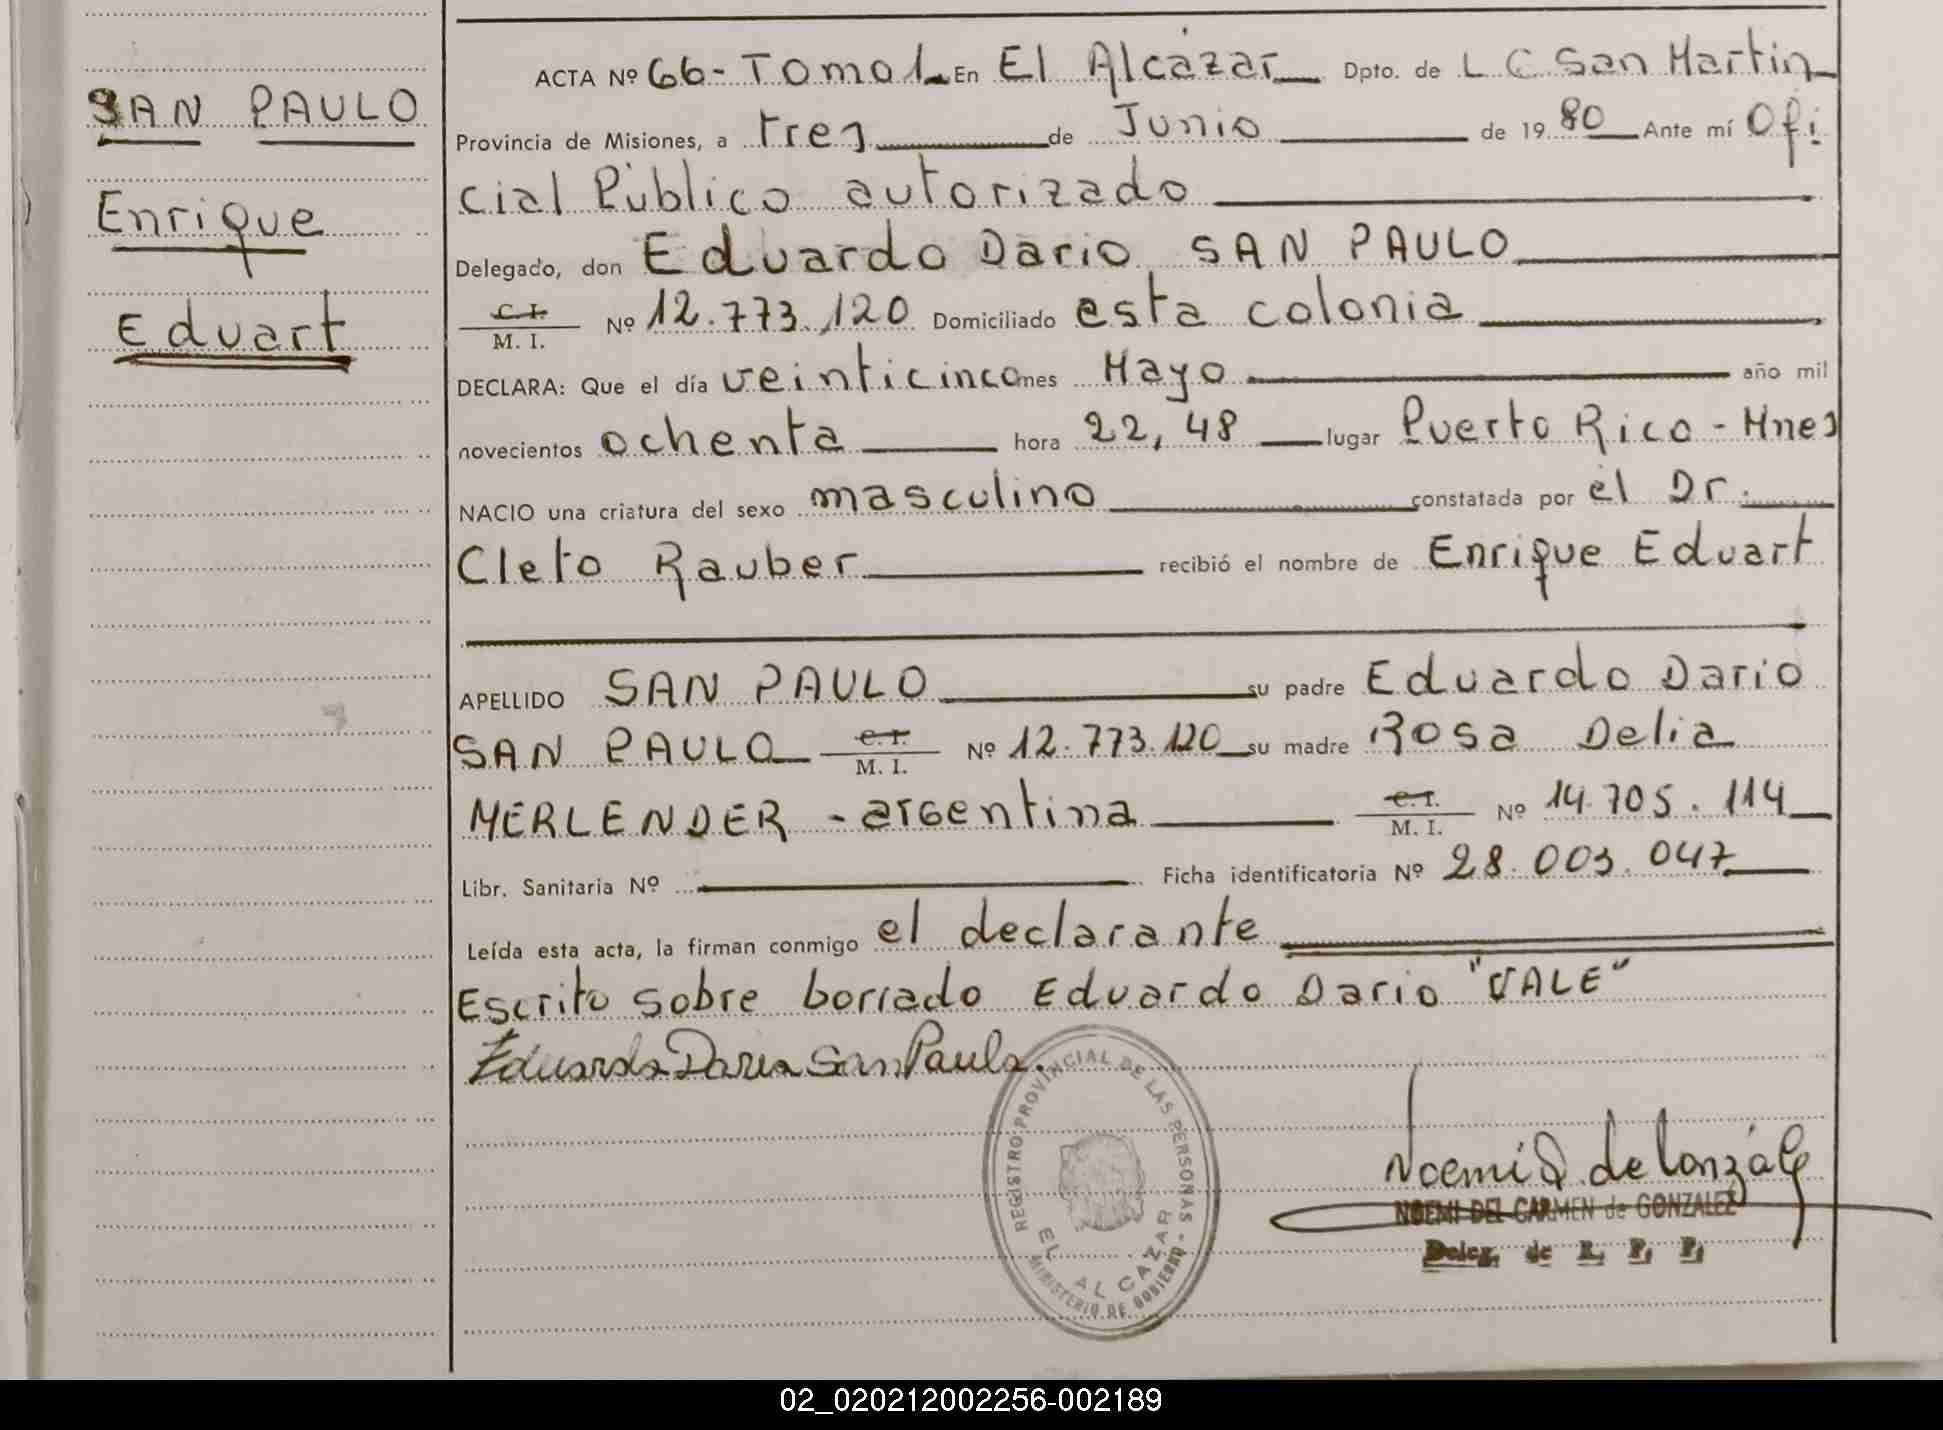 SAN PAULO
Enrique
Eduart
ACTA Nº 66-Tomo 1 En El Alcázar Dpto. de L G San Martin
Provincia de Misiones, a tres de Junio de 1980 Ante mí Ofi
cial Público autorizado
Delegado, don Eduardo Dario SAN PAULO
C.I.
M. I. Nº 12.773.120 Domiciliado esta colonia
DECLARA: Que el día veinticinco mes Mayo año mil
novecientos ochenta hora 22,48 lugar Puerto Rico - Mnes
NACIO una criatura del sexo masculino constatada por el Dr.
Cleto Rauber recibió el nombre de Enrique Eduart
APELLIDO SAN PAULO su padre Eduardo Dario
SAN PAULO C.I. M. I. Nº 12.773.120 su madre Rosa Delia
MERLENDER - argentina C.I. M. I. Nº 14.705.114
Libr. Sanitaria Nº Ficha identificatoria Nº 28.003.047
Leída esta acta, la firman conmigo el declarante
Escrito sobre borrado Eduardo Dario "VALE"
Eduardo Dario San Paulo.
REGISTRO PROVINCIAL DE LAS PERSONAS - MINISTERIO DE GOBIERNO -
EL ALCAZAR
Noemi D. de Gonzále
NOEMI DEL CARMEN de GONZALEZ
Deleg. de R. P. P.
02_020212002256-002189